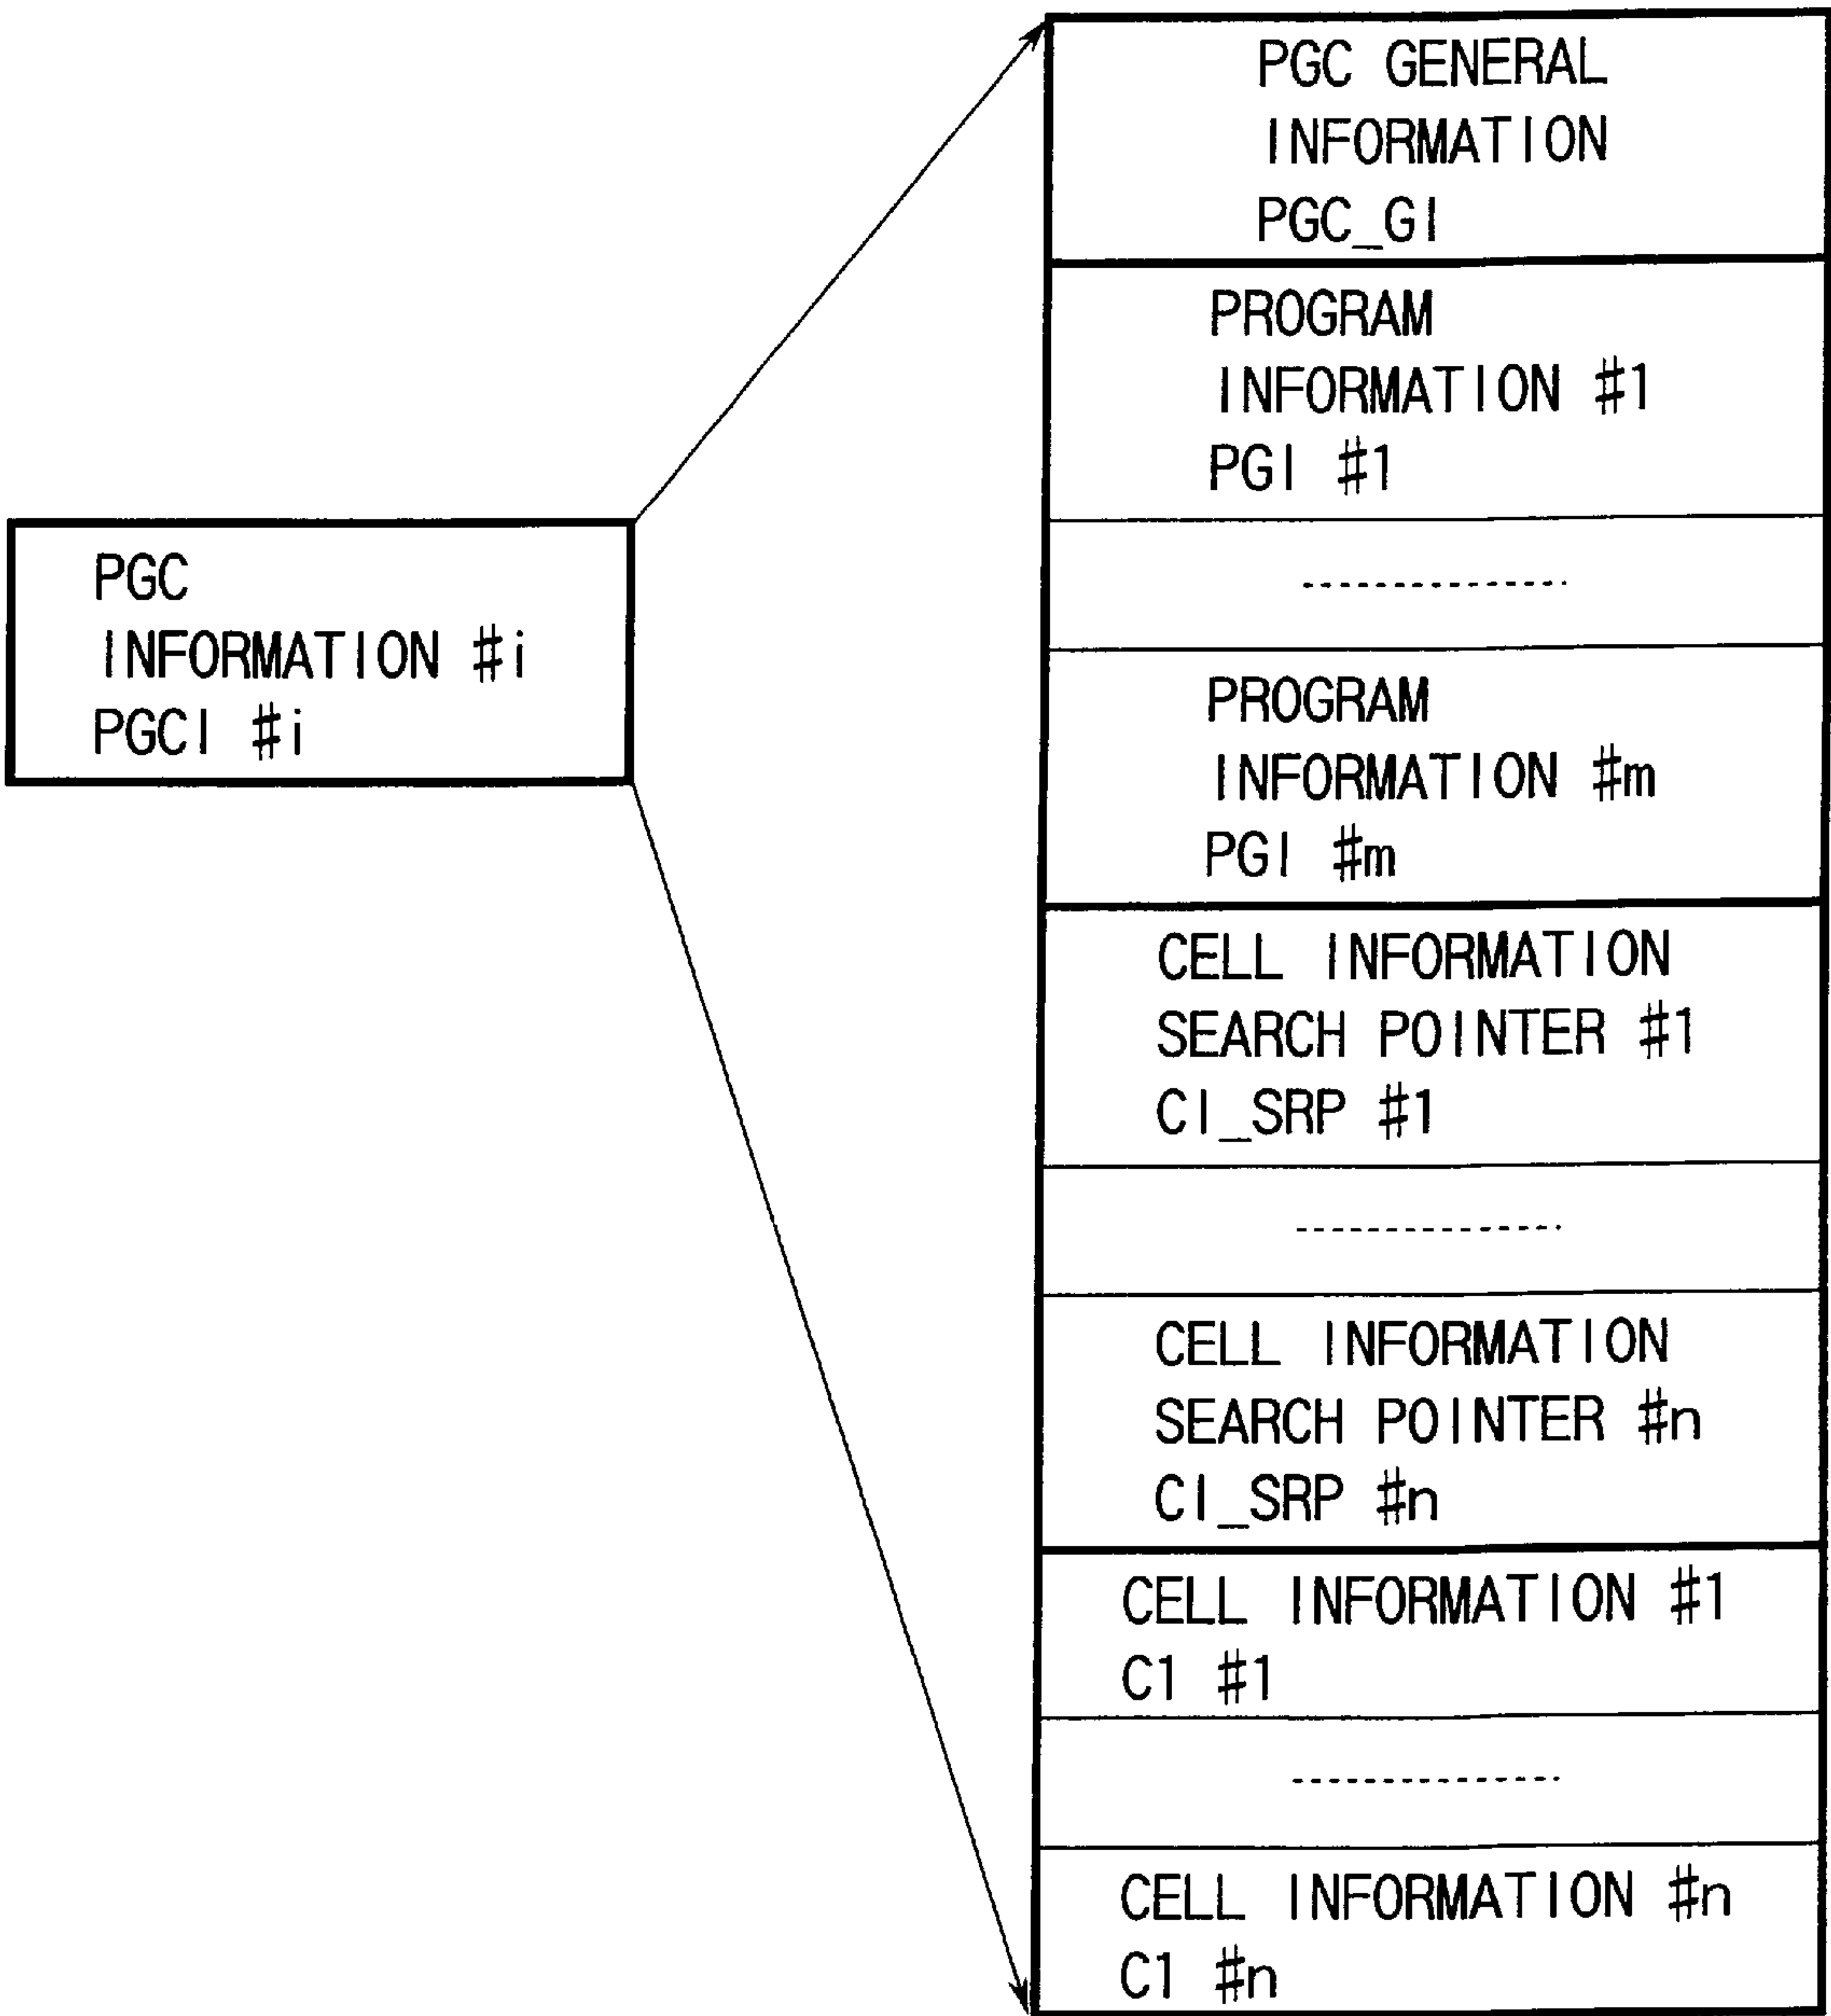 PGC
INFORMATION #i
PGCI #i
PGC GENERAL
INFORMATION
PGC_GI
PROGRAM
INFORMATION #1
PGI #1
PROGRAM
INFORMATION #m
PGI #m
CELL INFORMATION
SEARCH POINTER #1
CI_SRP #1
CELL INFORMATION
SEARCH POINTER #n
CI_SRP #n
CELL INFORMATION #1
C1 #1
CELL INFORMATION #n
C1 #n